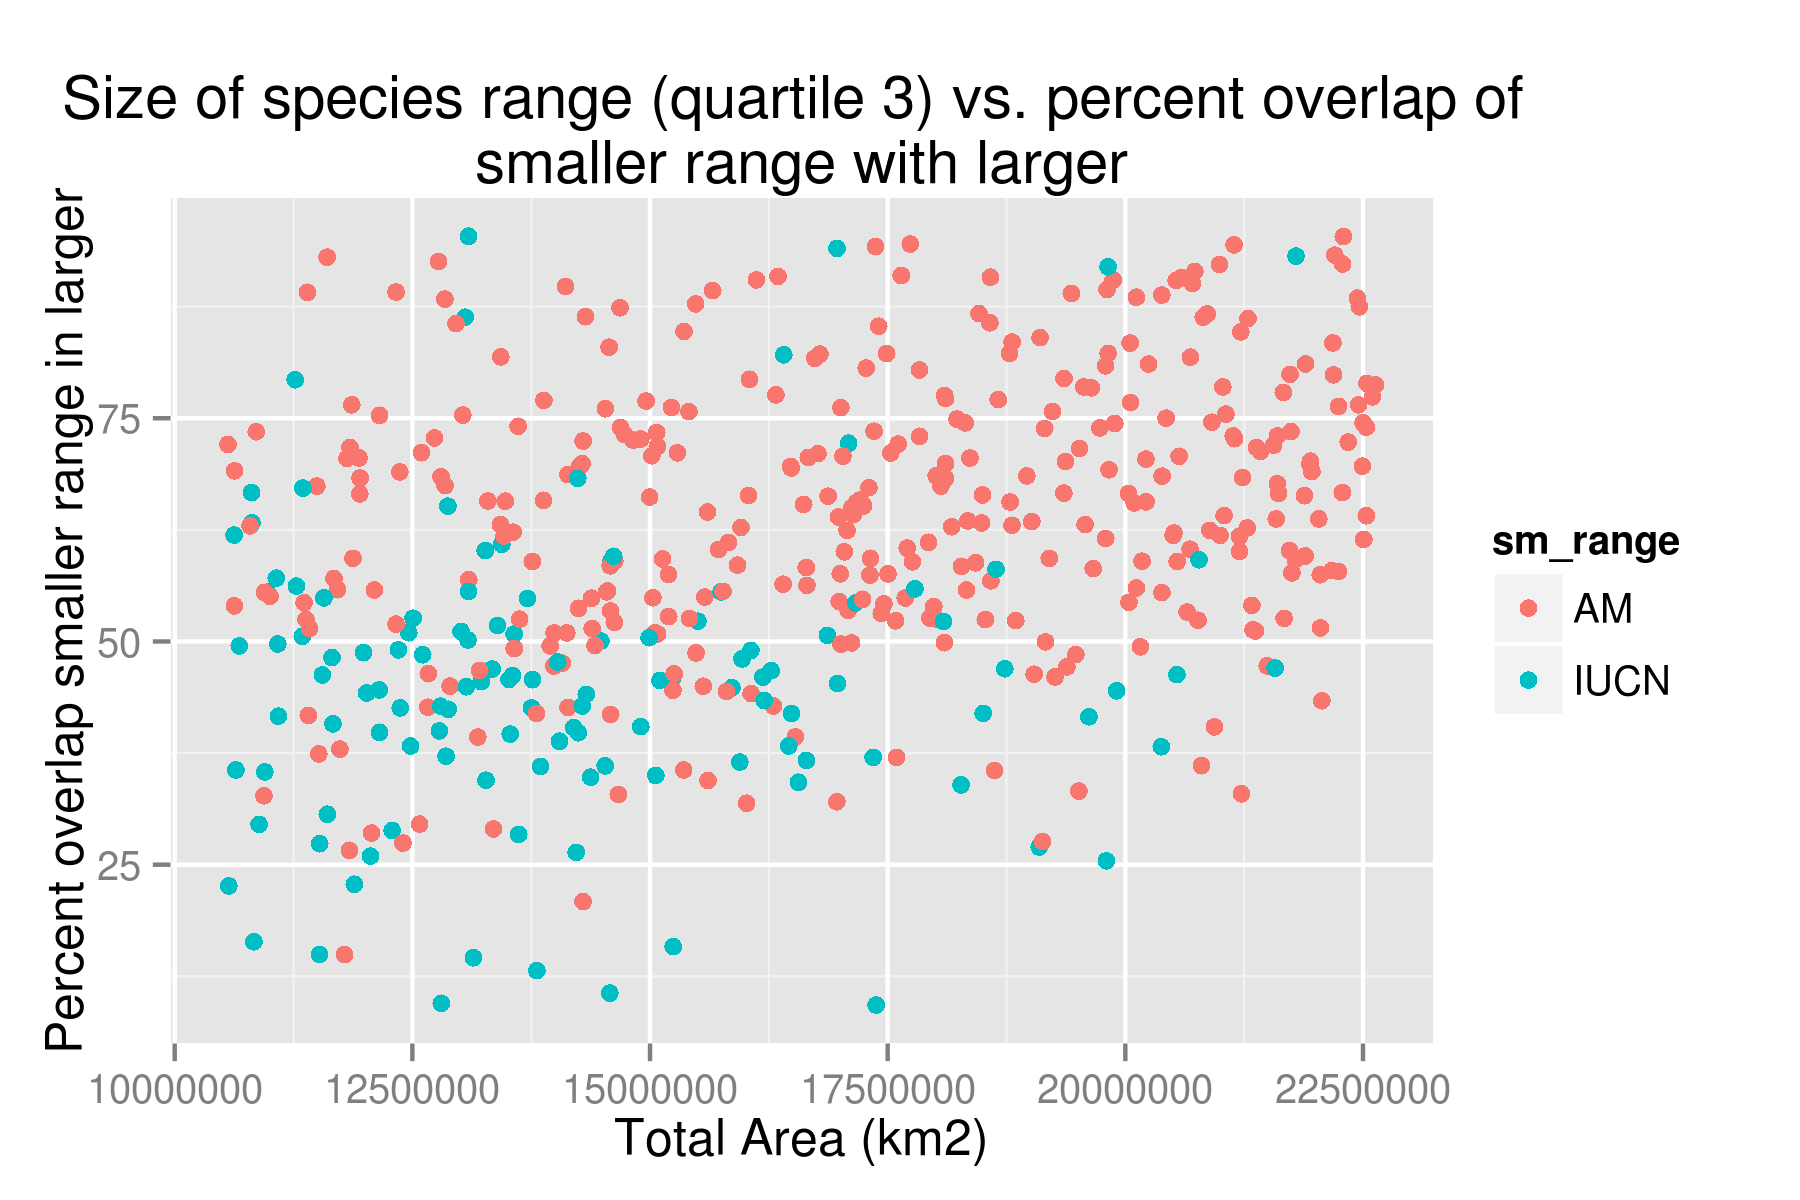 Size of species range (quartile 3) vs. percent overlap of
smaller range with larger
Percent overlap smaller range in larger
75
50
25
10000000 12500000 15000000 17500000 20000000 22500000
Total Area (km2)
sm_range
AM
IUCN